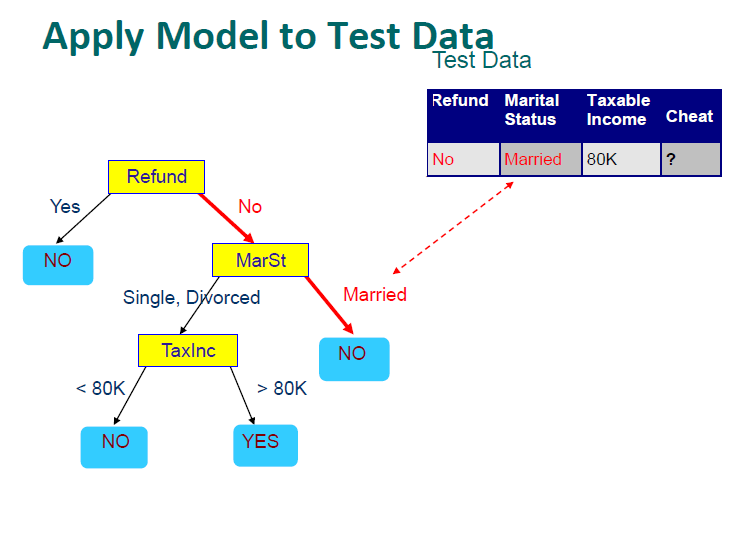 Apply Model to Test Data
Test Data
Refund Marital Status Taxable Income Cheat
No Married 80K ?
Refund
Yes No
NO
MarSt
Single, Divorced Married
TaxInc
NO
< 80K > 80K
NO YES